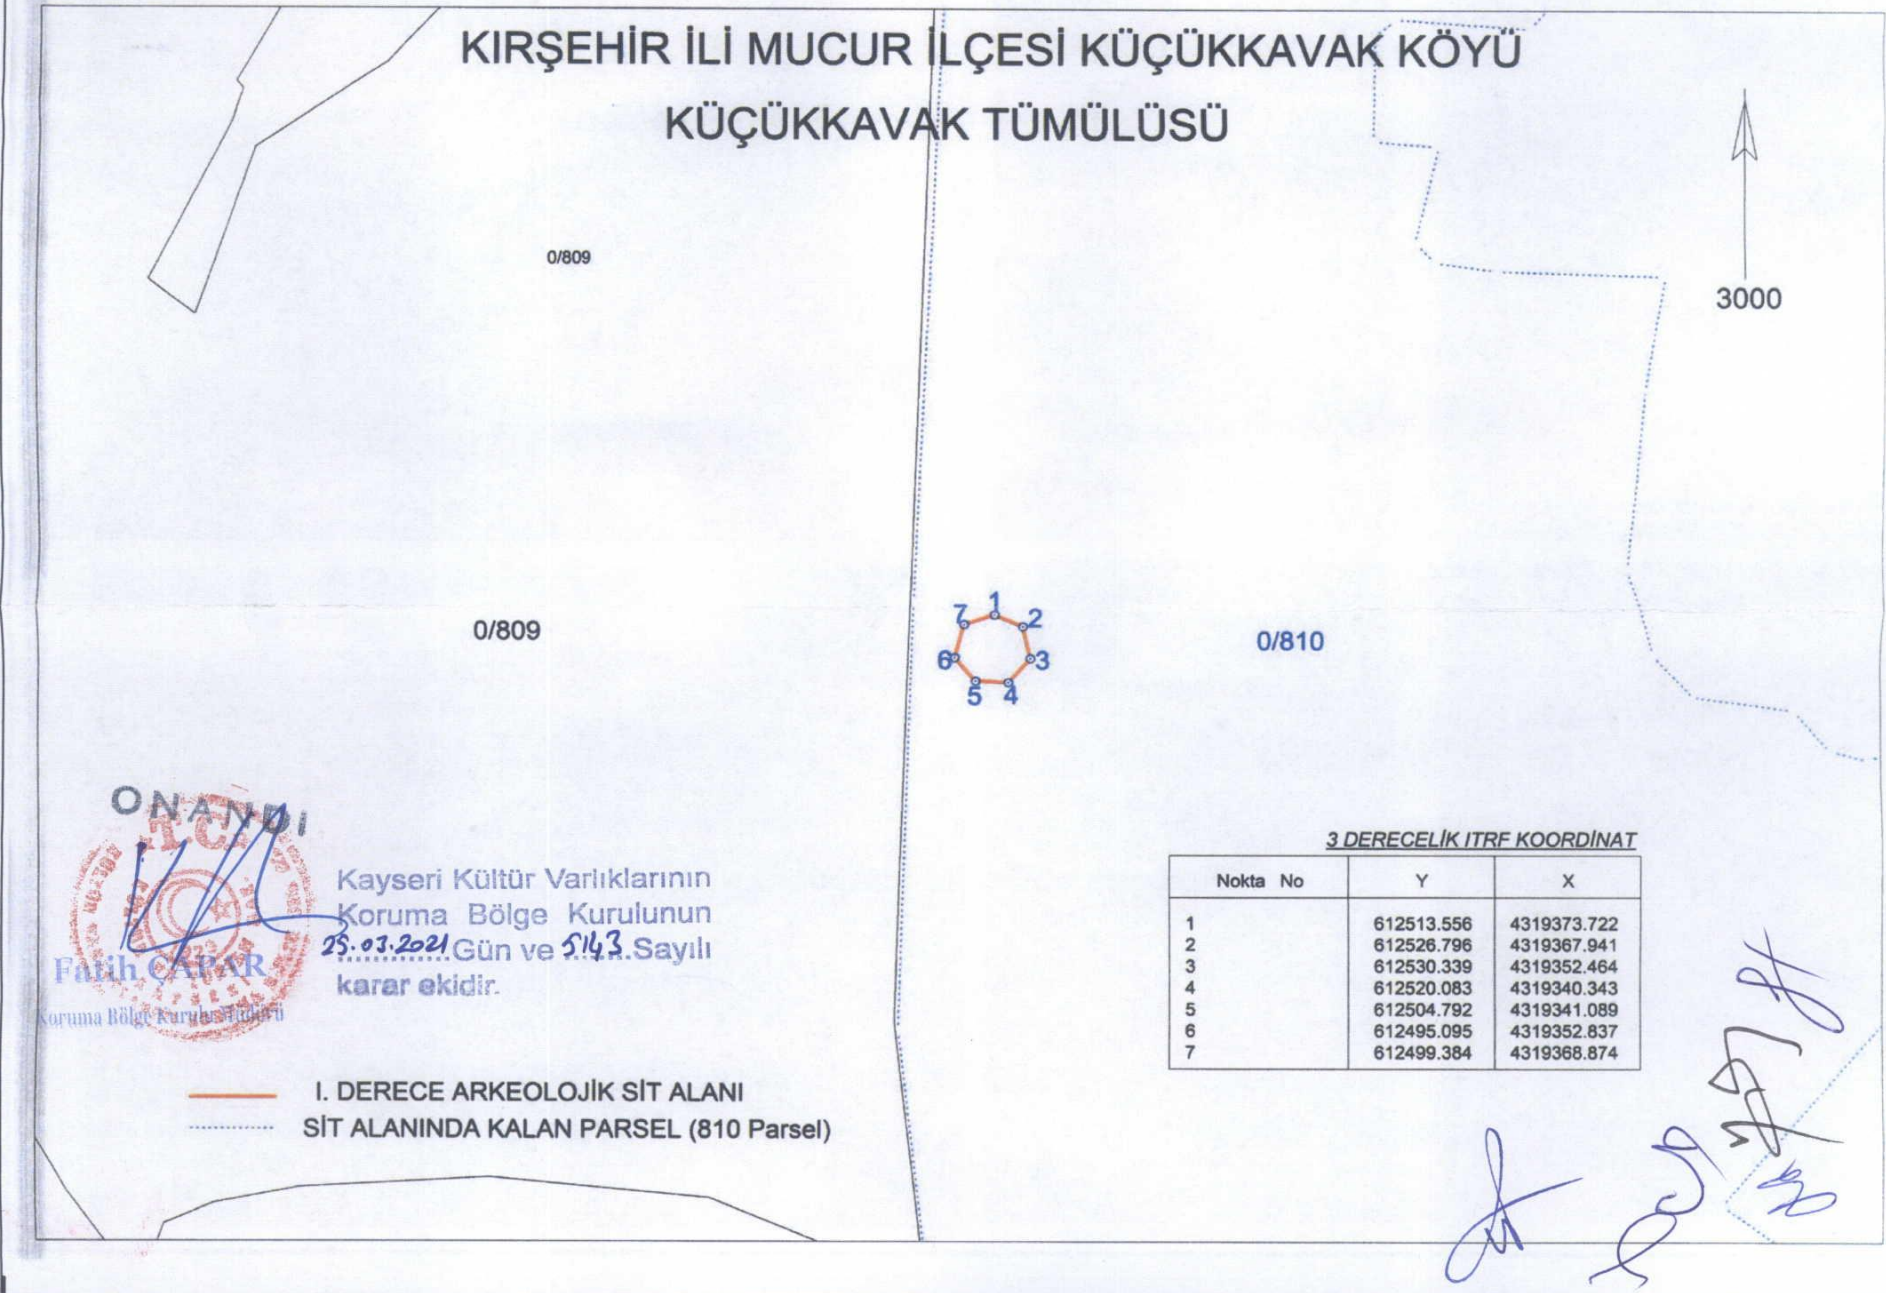 KIRŞEHİR İLİ MUCUR İLÇESİ KÜÇÜKKAVAK KÖYÜ
KÜÇÜKKAVAK TÜMÜLÜSÜ
0/809
3000
0/809
0/810
1
2
3
4
5
6
7
ONANDI
T.C.
Fatih ÇAPAR
Koruma Bölge Kurulu Müdürü
Kayseri Kültür Varlıklarının
Koruma Bölge Kurulunun
25.03.2021 Gün ve 5143 Sayılı
karar ekidir.
I. DERECE ARKEOLOJİK SİT ALANI
SİT ALANINDA KALAN PARSEL (810 Parsel)
3 DERECELİK ITRF KOORDİNAT
Nokta No Y X
1 612513.556 4319373.722
2 612526.796 4319367.941
3 612530.339 4319352.464
4 612520.083 4319340.343
5 612504.792 4319341.089
6 612495.095 4319352.837
7 612499.384 4319368.874